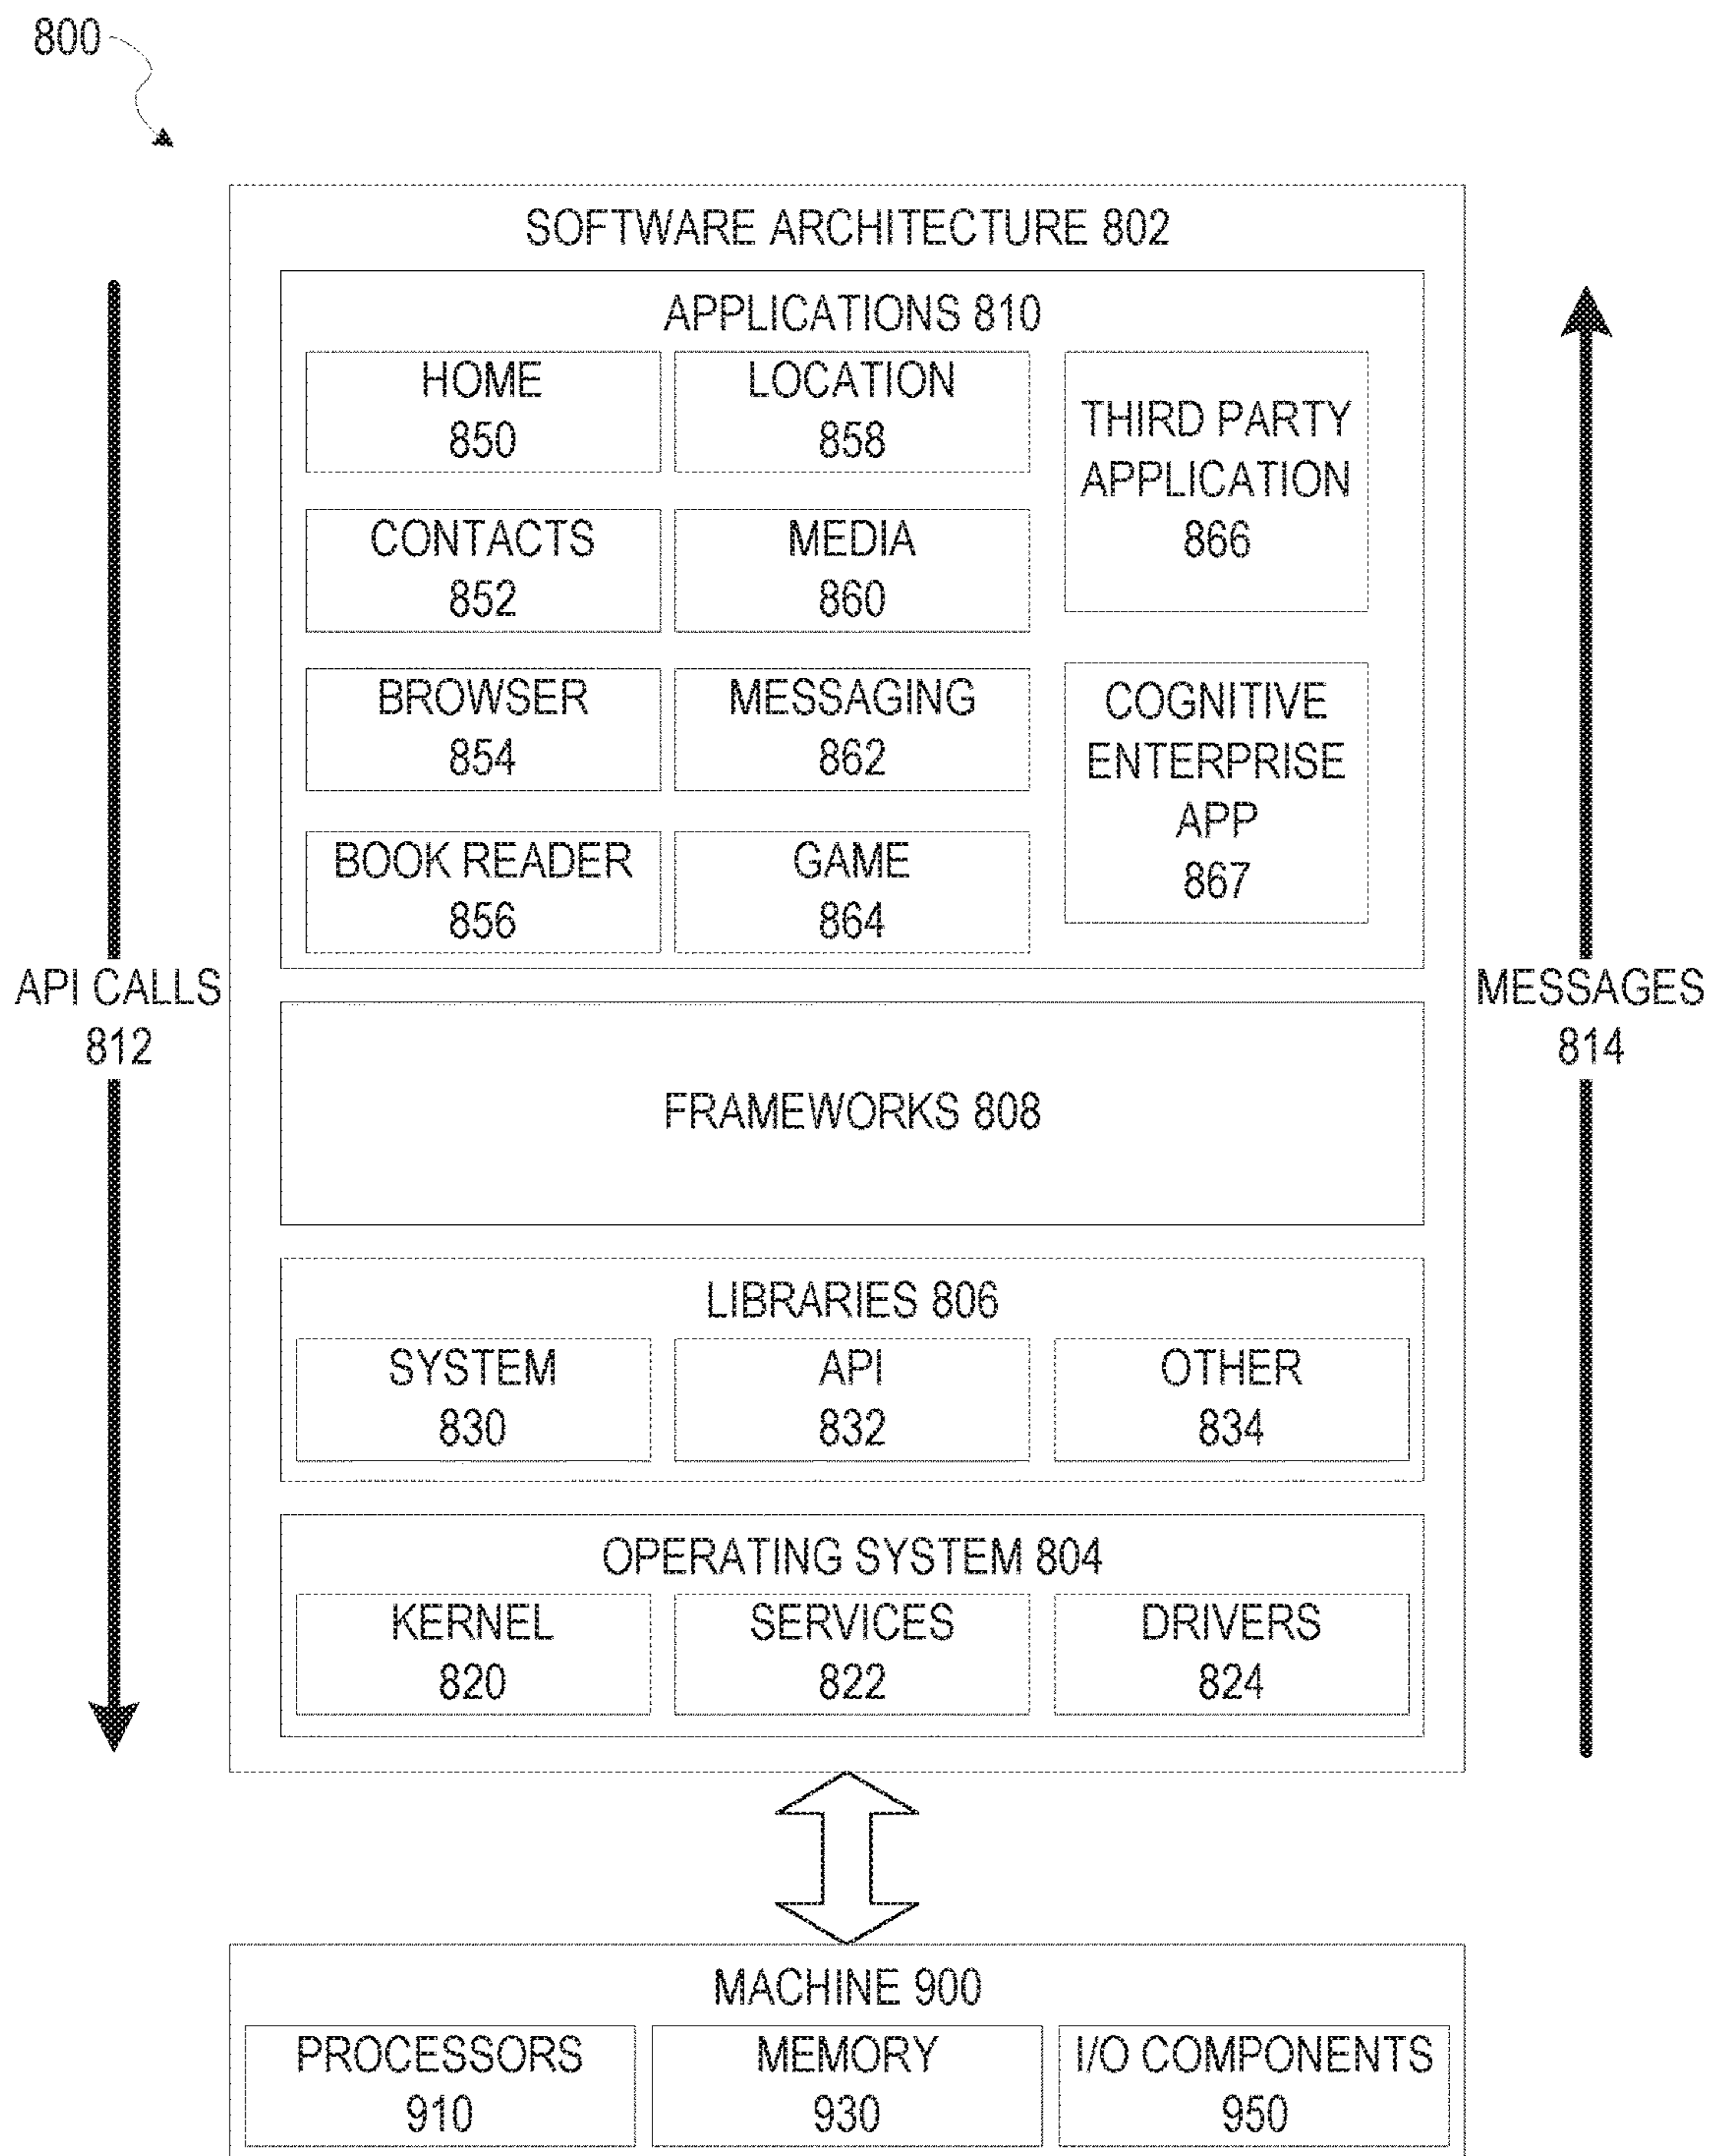 800
SOFTWARE ARCHITECTURE 802
APPLICATIONS 810
HOME
850
LOCATION
858
THIRD PARTY
APPLICATION
866
CONTACTS
852
MEDIA
860
BROWSER
854
MESSAGING
862
COGNITIVE
ENTERPRISE
APP
867
BOOK READER
856
GAME
864
API CALLS
812
MESSAGES
814
FRAMEWORKS 808
LIBRARIES 806
SYSTEM
830
API
832
OTHER
834
OPERATING SYSTEM 804
KERNEL
820
SERVICES
822
DRIVERS
824
MACHINE 900
PROCESSORS
910
MEMORY
930
I/O COMPONENTS
950